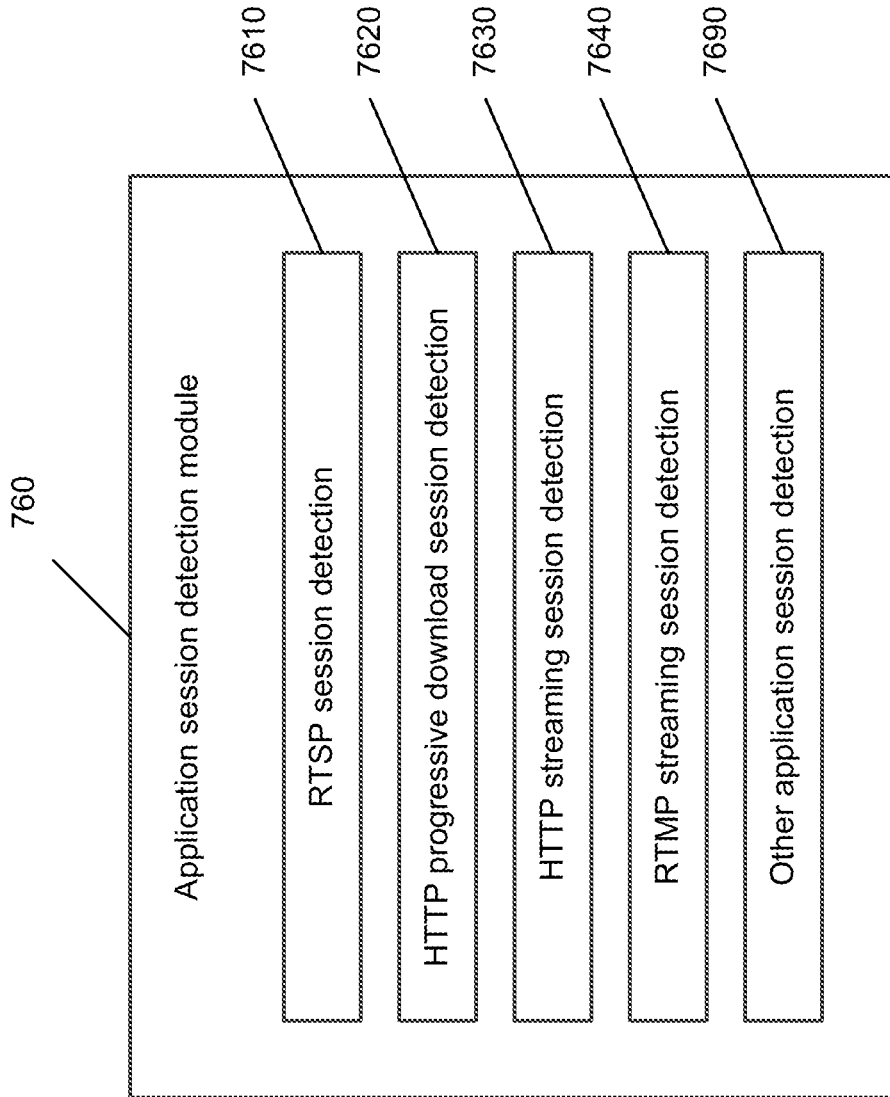 760
Application session detection module
RTSP session detection
7610
HTTP progressive download session detection
7620
HTTP streaming session detection
7630
RTMP streaming session detection
7640
Other application session detection
7690